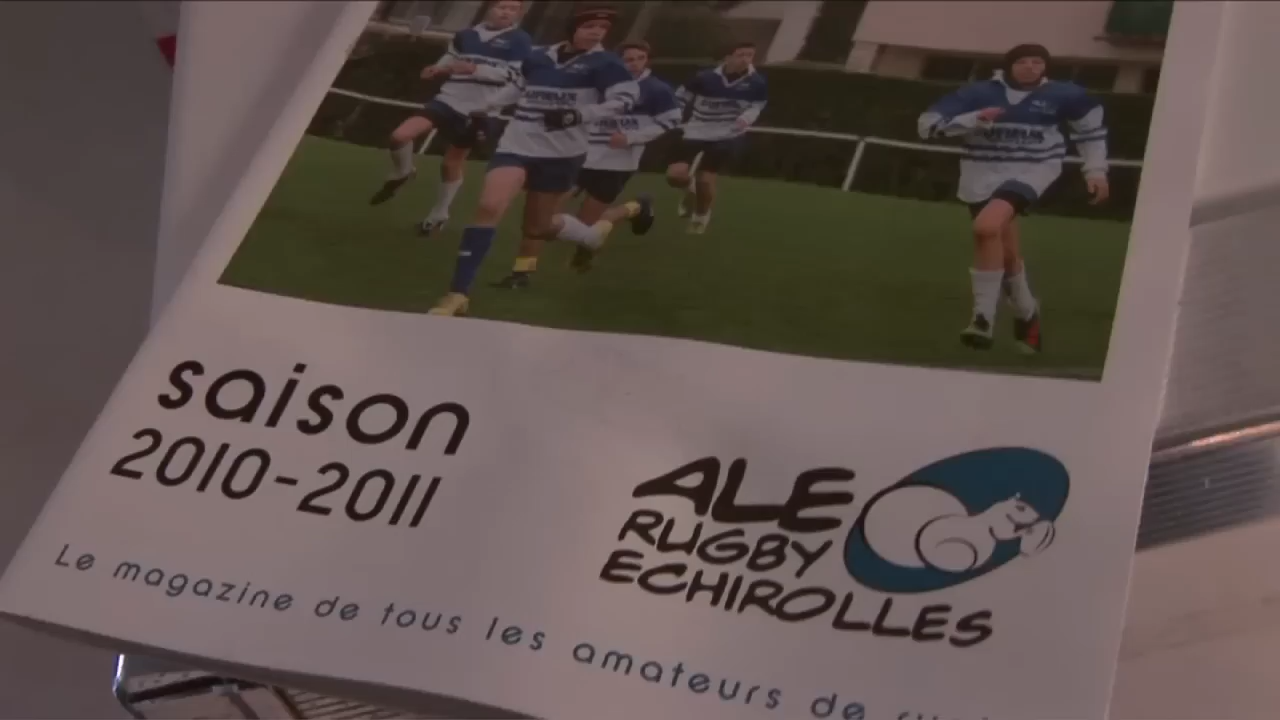 saison
2010-2011
ALE
RUGBY
ECHIROLLES
Le magazine de tous les amateurs de